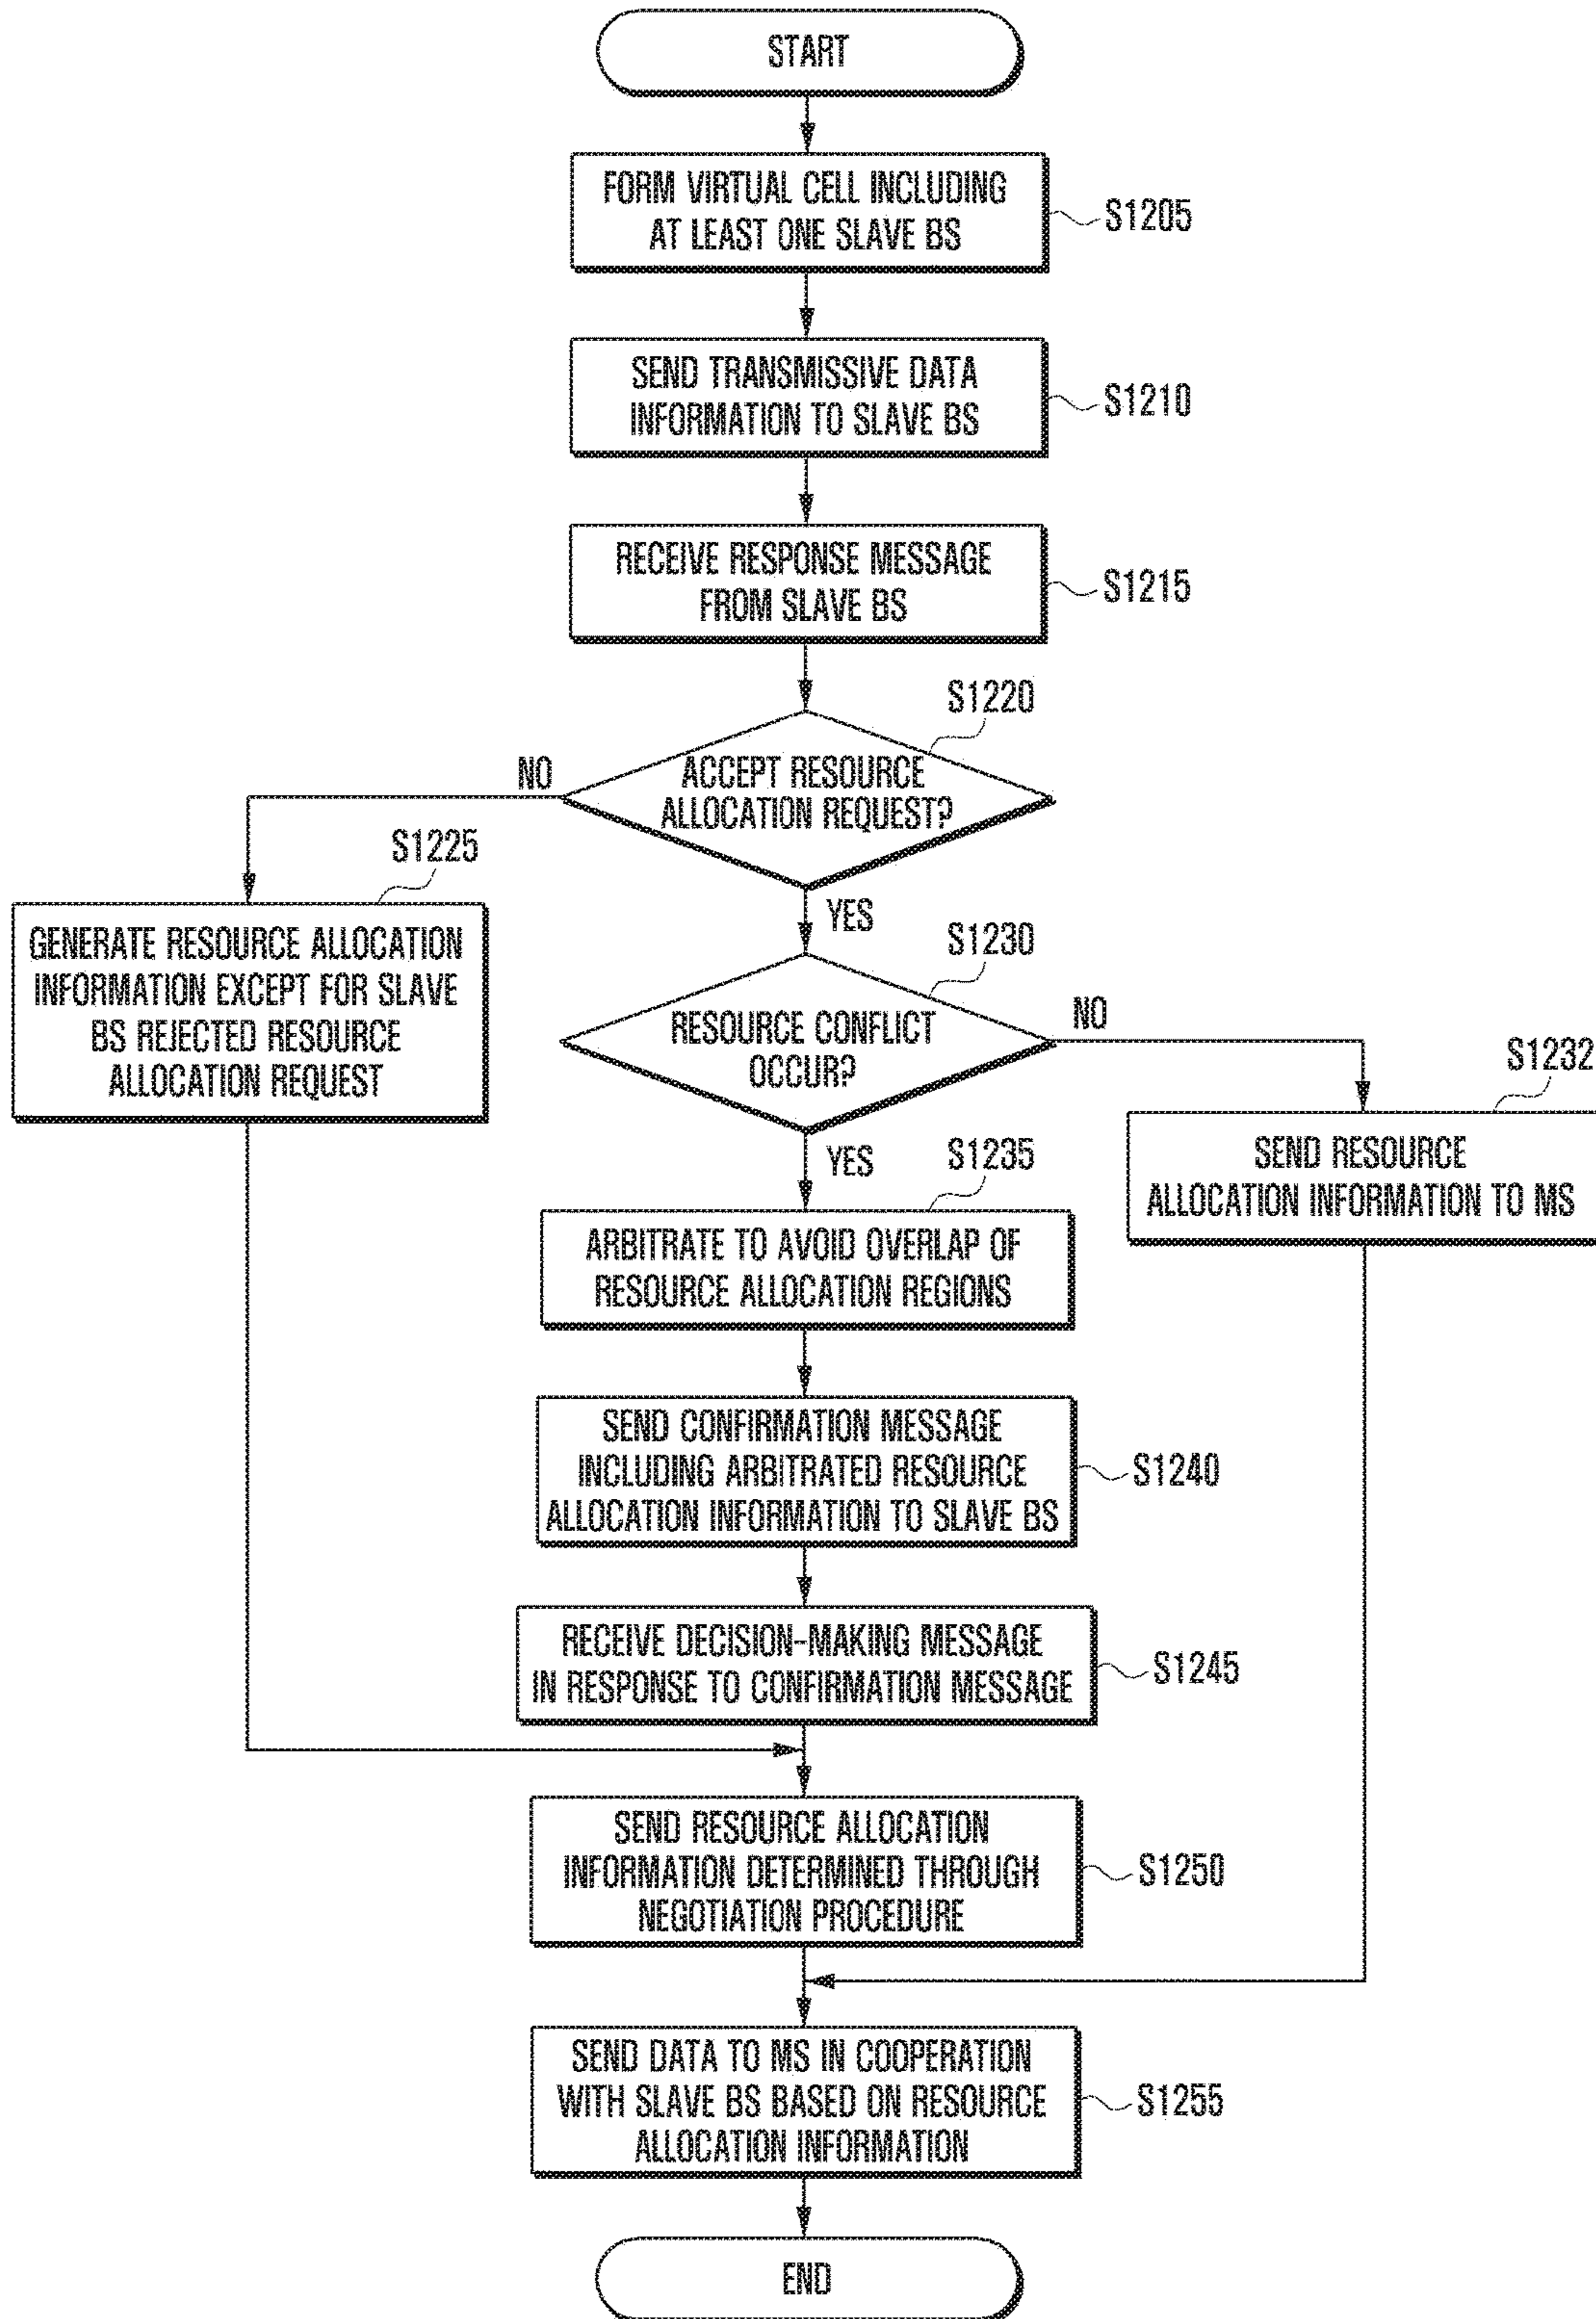 START
FORM VIRTUAL CELL INCLUDING
AT LEAST ONE SLAVE BS
S1205
SEND TRANSMISSIVE DATA
INFORMATION TO SLAVE BS
S1210
RECEIVE RESPONSE MESSAGE
FROM SLAVE BS
S1215
S1220
NO
ACCEPT RESOURCE
ALLOCATION REQUEST?
S1225
YES
GENERATE RESOURCE ALLOCATION
INFORMATION EXCEPT FOR SLAVE
BS REJECTED RESOURCE
ALLOCATION REQUEST
S1230
RESOURCE CONFLICT
OCCUR?
NO
S1232
SEND RESOURCE
ALLOCATION INFORMATION TO MS
YES
S1235
ARBITRATE TO AVOID OVERLAP OF
RESOURCE ALLOCATION REGIONS
SEND CONFIRMATION MESSAGE
INCLUDING ARBITRATED RESOURCE
ALLOCATION INFORMATION TO SLAVE BS
S1240
RECEIVE DECISION-MAKING MESSAGE
IN RESPONSE TO CONFIRMATION MESSAGE
S1245
SEND RESOURCE ALLOCATION
INFORMATION DETERMINED THROUGH
NEGOTIATION PROCEDURE
S1250
SEND DATA TO MS IN COOPERATION
WITH SLAVE BS BASED ON RESOURCE
ALLOCATION INFORMATION
S1255
END